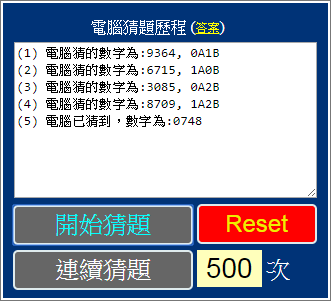 電腦猜題歷程 (答案)
(1) 電腦猜的數字為:9364, 0A1B
(2) 電腦猜的數字為:6715, 1A0B
(3) 電腦猜的數字為:3085, 0A2B
(4) 電腦猜的數字為:8709, 1A2B
(5) 電腦已猜到，數字為:0748
開始猜題 Reset
連續猜題 500 次